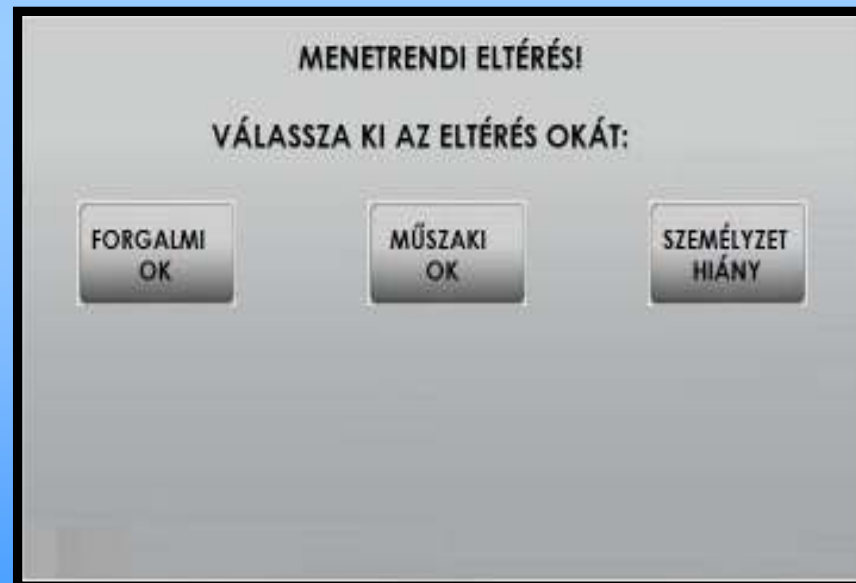 MENETRENDI ELTÉRÉS!
VÁLASSZA KI AZ ELTÉRÉS OKÁT:
FORGALMI
OK
MŰSZAKI
OK
SZEMÉLYZET
HIÁNY